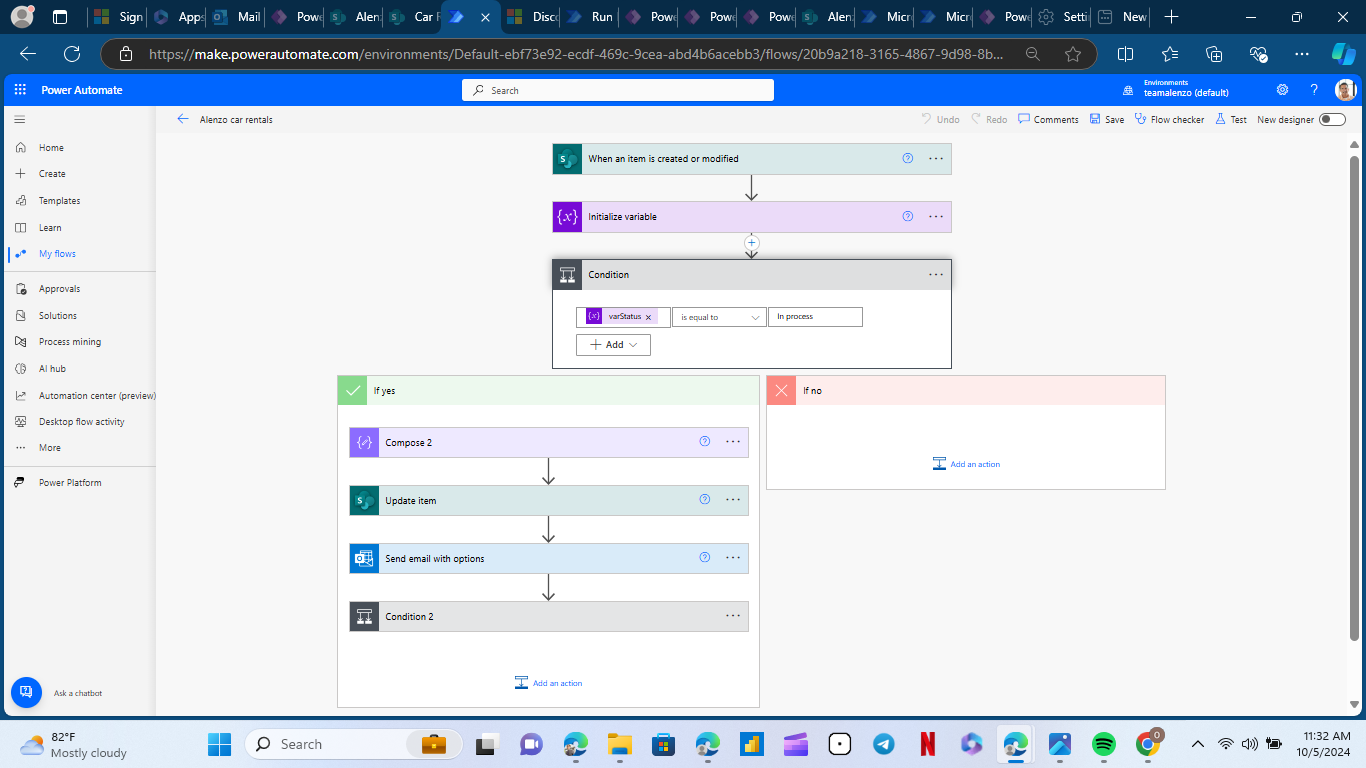 Sign
Apps
Mail
Powe
Alenz
Car F
Disco
Run
Powe
Powe
Powe
Alenz
Micr
Micr
Powe
Setti
New
https://make.powerautomate.com/environments/Default-ebf73e92-ecdf-469c-9cea-abd4b6acebb3/flows/20b9a218-3165-4867-9d98-8b...
Power Automate
Search
Environments
teamalenzo (default)
?
Alenzo car rentals
Undo
Redo
Comments
Save
Flow checker
Test
New designer
Home
Create
Templates
Learn
My flows
Approvals
Solutions
Process mining
AI hub
Automation center (preview)
Desktop flow activity
More
Power Platform
Ask a chatbot
When an item is created or modified
Initialize variable
Condition
varStatus
is equal to
In process
Add
If yes
Compose 2
Update item
Send email with options
Condition 2
Add an action
If no
Add an action
82°F
Mostly cloudy
Search
0
11:32 AM
10/5/2024